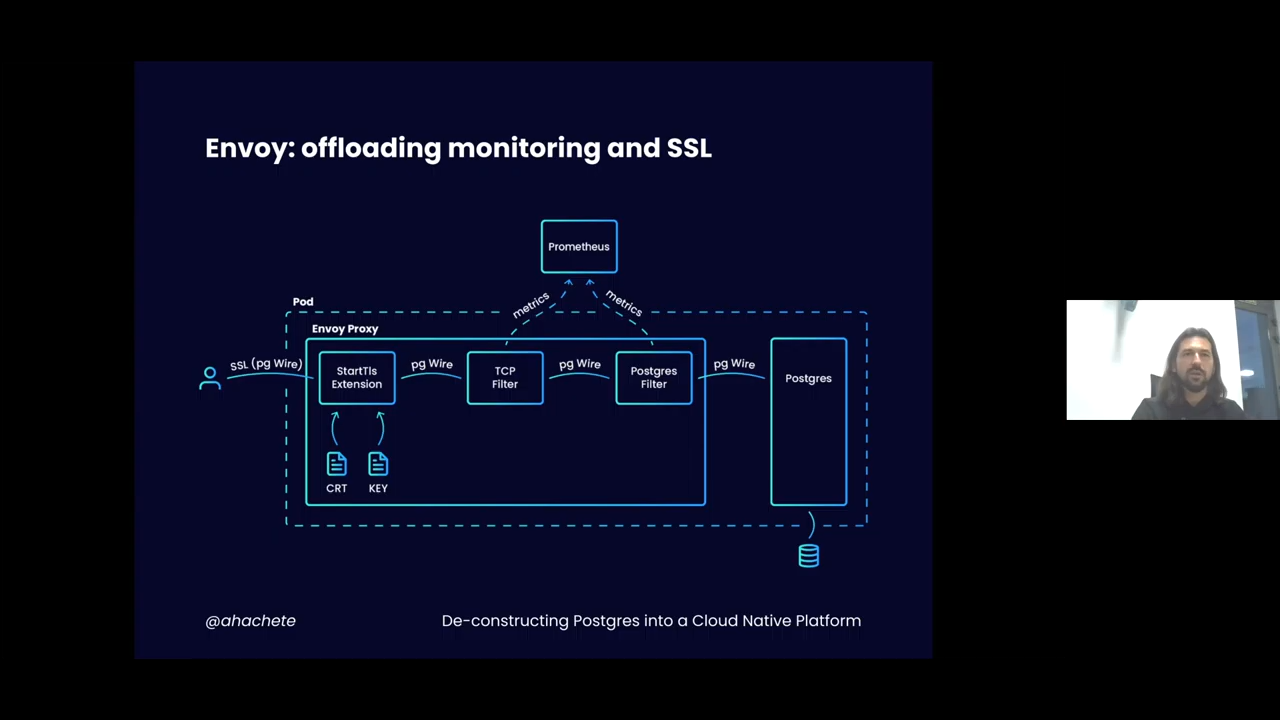 Envoy: offloading monitoring and SSL
Prometheus
metrics
metrics
Pod
Envoy Proxy
SSL (pg Wire)
StartTls
Extension
pg Wire
TCP
Filter
pg Wire
Postgres
Filter
pg Wire
Postgres
CRT
KEY
@ahachete
De-constructing Postgres into a Cloud Native Platform